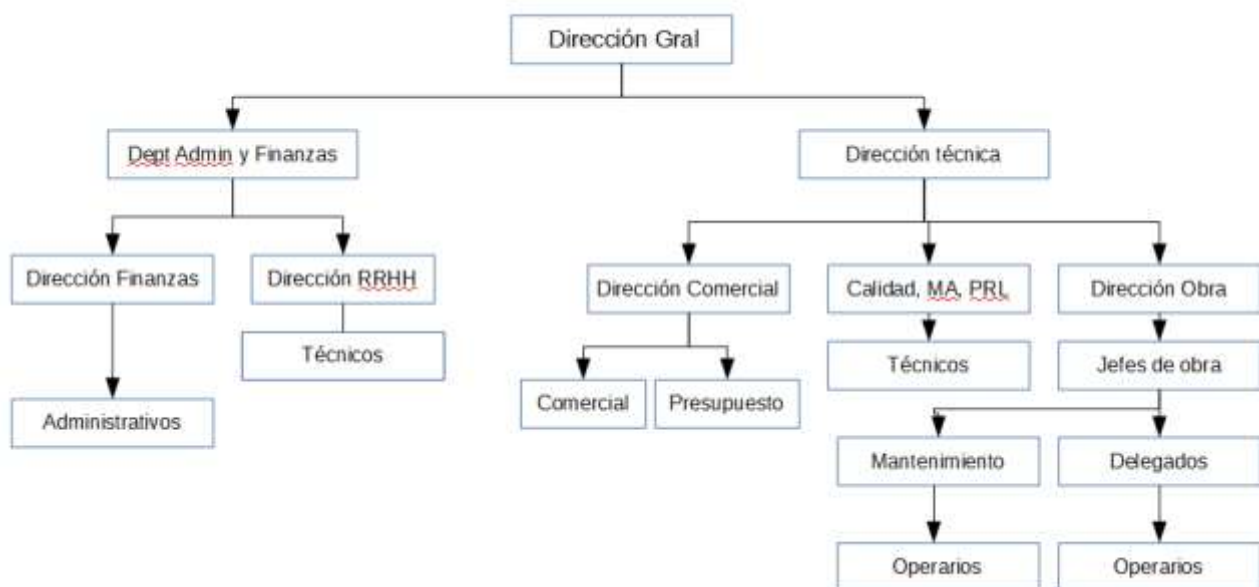 Dirección Gral
Dept Admin y Finanzas
Dirección técnica
Dirección Finanzas
Dirección RRHH
Dirección Comercial
Calidad, MA, PRL
Dirección Obra
Técnicos
Técnicos
Jefes de obra
Administrativos
Comercial
Presupuesto
Mantenimiento
Delegados
Operarios
Operarios